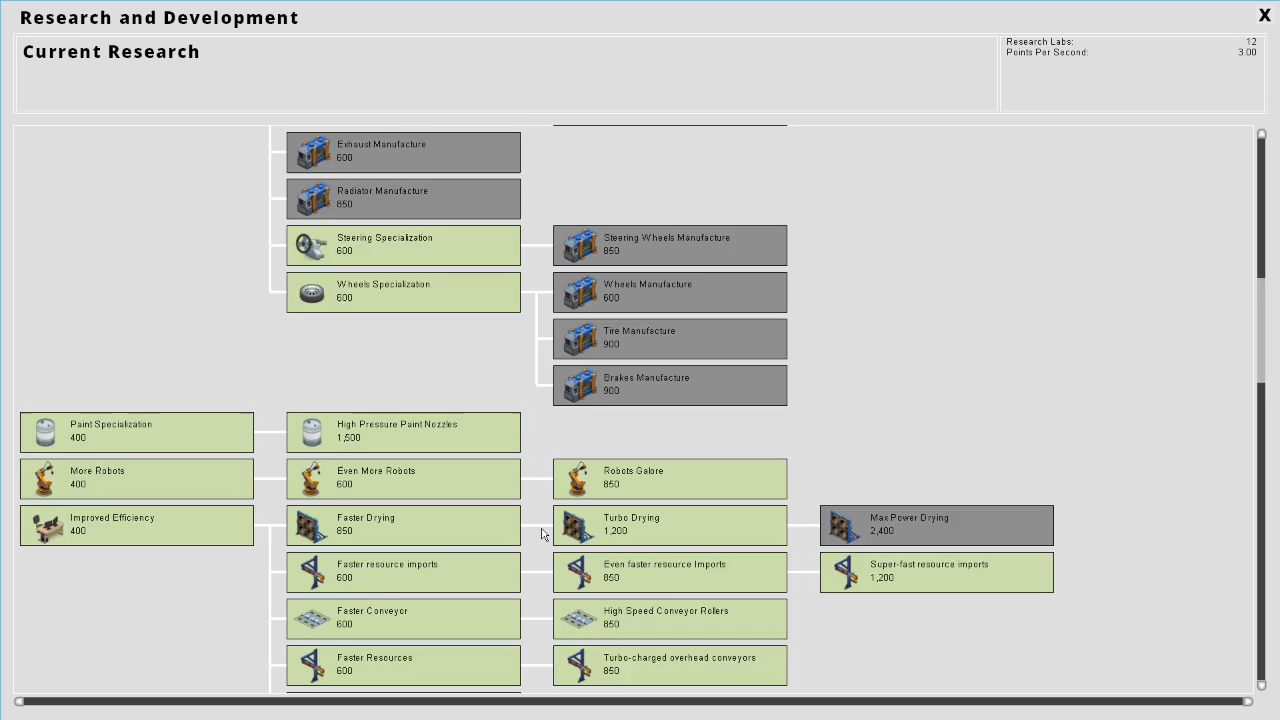 Research and Development
X
Current Research
Research Labs: 12
Points Per Second: 3.00
Exhaust Manufacture
600
Radiator Manufacture
850
Steering Specialization
600
Steering Wheels Manufacture
850
Wheels Specialization
600
Wheels Manufacture
600
Tire Manufacture
900
Brakes Manufacture
900
Paint Specialization
400
High Pressure Paint Nozzles
1,500
More Robots
400
Even More Robots
600
Robots Galore
850
Improved Efficiency
400
Faster Drying
850
Turbo Drying
1,200
Max Power Drying
2,400
Faster resource imports
600
Even faster resource Imports
850
Super-fast resource imports
1,200
Faster Conveyor
600
High Speed Conveyor Rollers
850
Faster Resources
600
Turbo-charged overhead conveyors
850